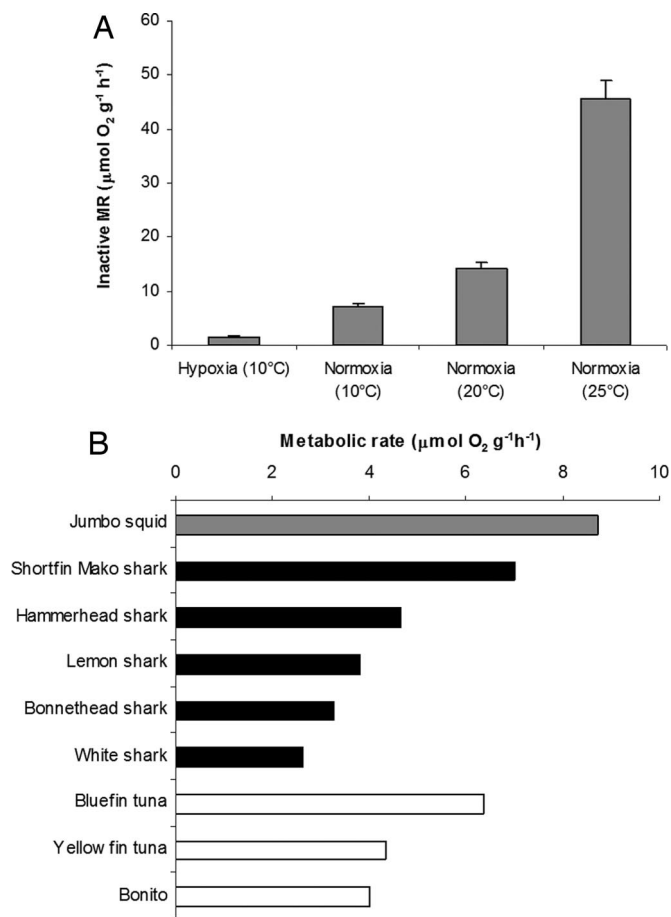 A
Inactive MR (μmol O₂ g⁻¹ h⁻¹)
60
50
40
30
20
10
0
Hypoxia (10°C)
Normoxia
(10°C)
Normoxia
(20°C)
Normoxia
(25°C)
B
Metabolic rate (μmol O₂ g⁻¹h⁻¹)
0 2 4 6 8 10
Jumbo squid
Shortfin Mako shark
Hammerhead shark
Lemon shark
Bonnethead shark
White shark
Bluefin tuna
Yellow fin tuna
Bonito